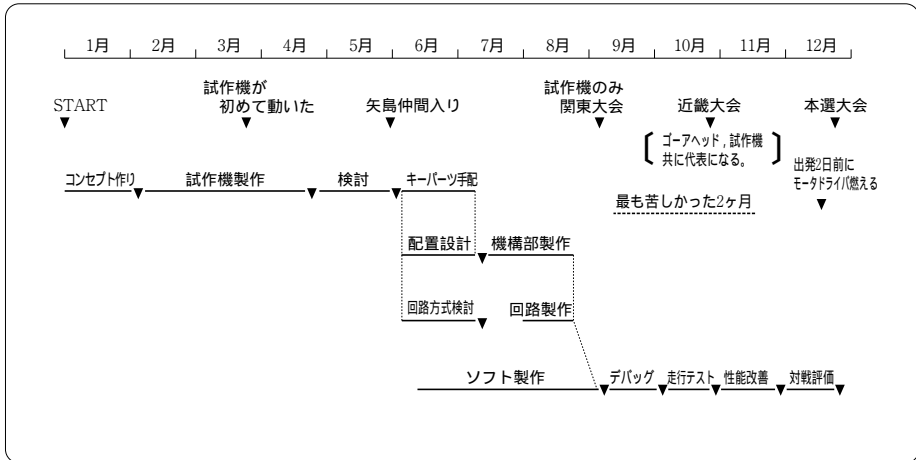 1月 2月 3月 4月 5月 6月 7月 8月 9月 10月 11月 12月
START
試作機が
初めて動いた
矢島仲間入り
試作機のみ
関東大会
近畿大会
本選大会
ゴーアヘッド,試作機
共に代表になる。
出発2日前に
モータドライバ燃える
コンセプト作り
試作機製作
検討
キーパーツ手配
最も苦しかった2ヶ月
配置設計
機構部製作
回路方式検討
回路製作
ソフト製作
デバッグ
走行テスト
性能改善
対戦評価